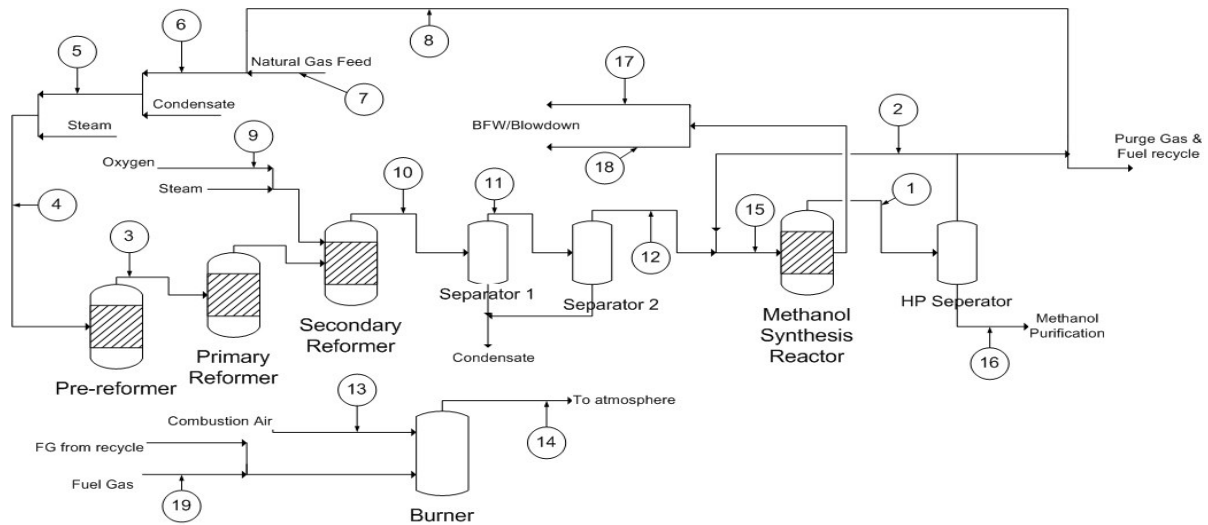 8
6
5
Natural Gas Feed
7
Condensate
Steam
17
2
BFW/Blowdown
18
Purge Gas &
Fuel recycle
9
Oxygen
Steam
10
11
12
15
1
4
3
Separator 1
Separator 2
HP Seperator
Methanol
Synthesis
Reactor
Methanol
Purification
16
Secondary
Reformer
Condensate
Primary
Reformer
Pre-reformer
13
Combustion Air
To atmosphere
14
FG from recycle
Fuel Gas
19
Burner